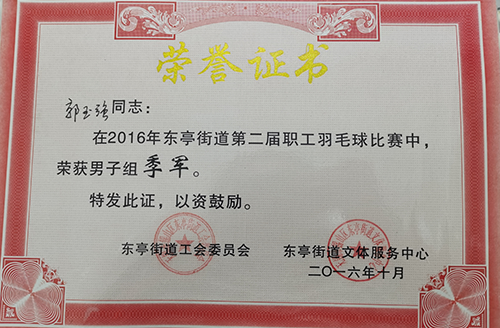 荣誉证书
郭玉强同志：
在2016年东亭街道第二届职工羽毛球比赛中，
荣获男子组季军。
特发此证，以资鼓励。
东亭街道工会委员会 东亭街道文体服务中心
二〇一六年十月